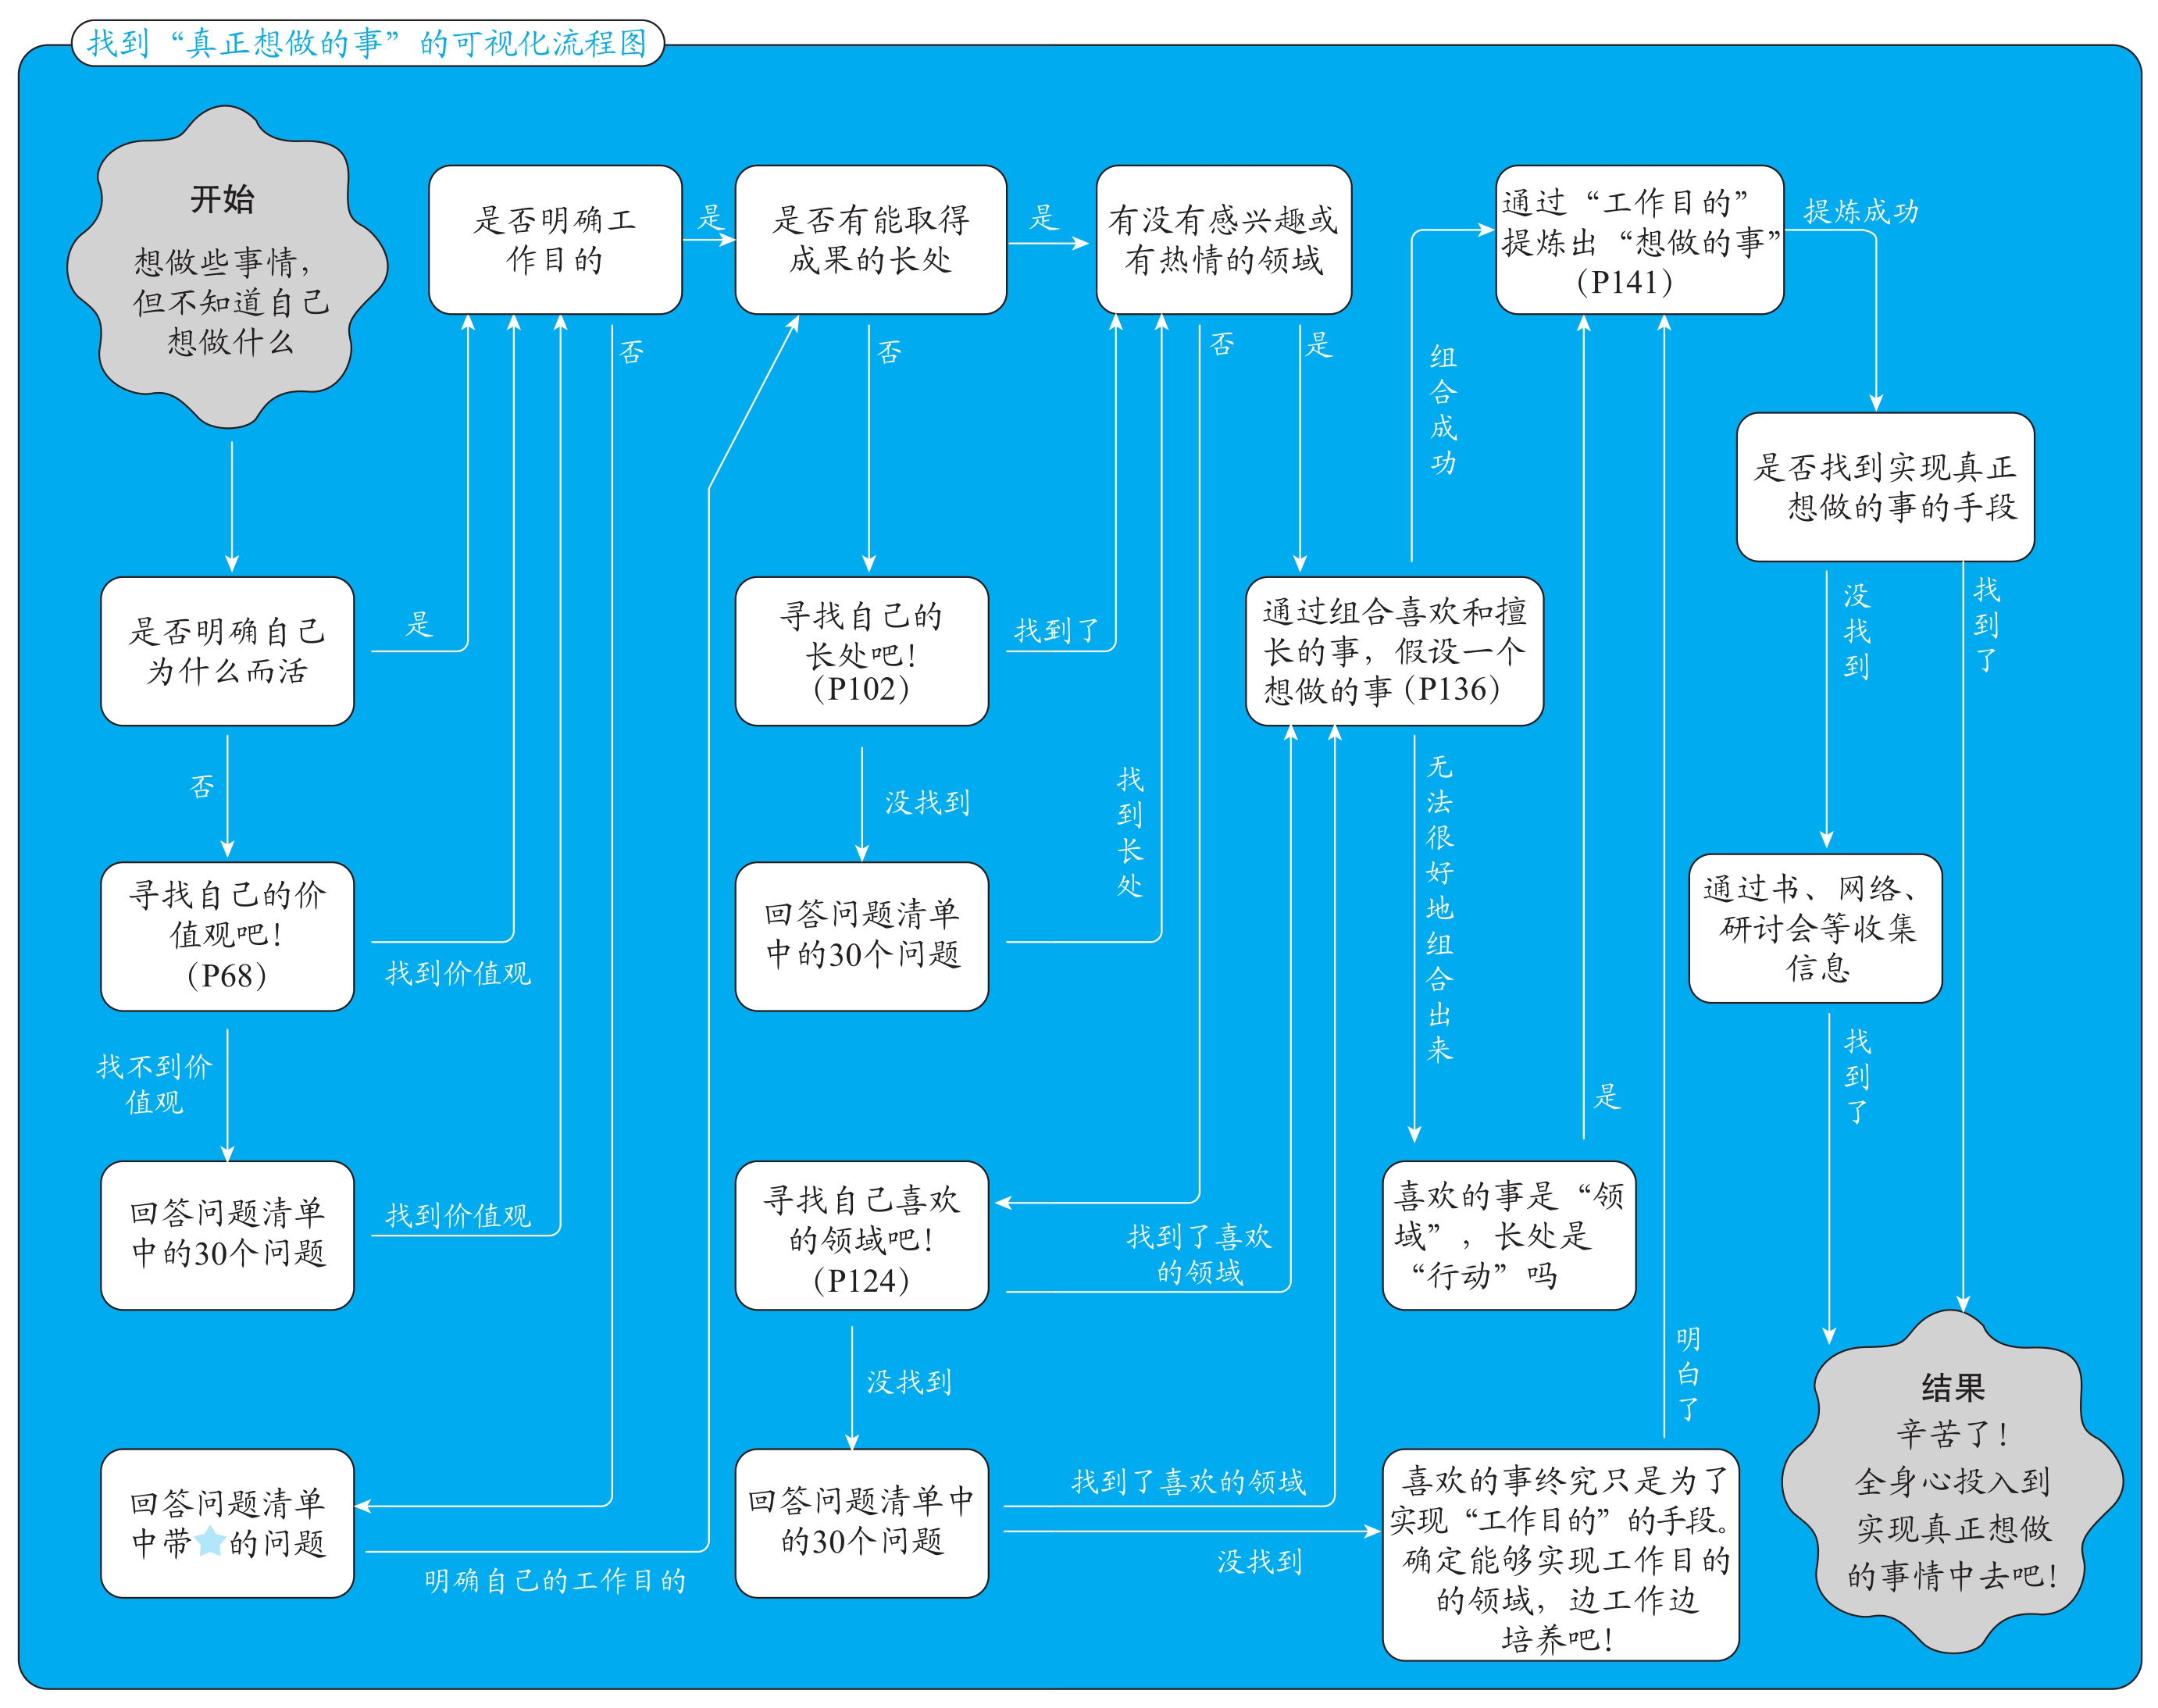 找到“真正想做的事”的可视化流程图
开始
想做些事情，
但不知道自己
想做什么
是否明确自己
为什么而活
是
否
寻找自己的价
值观吧！
（P68）
找到价值观
找不到价
值观
回答问题清单
中的30个问题
找到价值观
回答问题清单
中带
的问题
明确自己的工作目的
是否明确工
作目的
是
否
是否有能取得
成果的长处
是
否
寻找自己的
长处吧！
（P102）
找到了
没找到
回答问题清单
中的30个问题
找到长处
寻找自己喜欢
的领域吧！
（P124）
找到了喜欢
的领域
没找到
回答问题清单中
的30个问题
找到了喜欢的领域
没找到
有没有感兴趣或
有热情的领域
否
是
通过组合喜欢和擅
长的事，假设一个
想做的事（P136）
组合成功
无法很好地组合出来
喜欢的事是“领
域”，长处是
“行动”吗
是
喜欢的事终究只是为了
实现“工作目的”的手段。
确定能够实现工作目的
的领域，边工作边
培养吧！
明白了
通过“工作目的”
提炼出“想做的事”
（P141）
提炼成功
是否找到实现真正
想做的事的手段
没找到
找到了
通过书、网络、
研讨会等收集
信息
找到了
结果
辛苦了！
全身心投入到
实现真正想做
的事情中去吧！